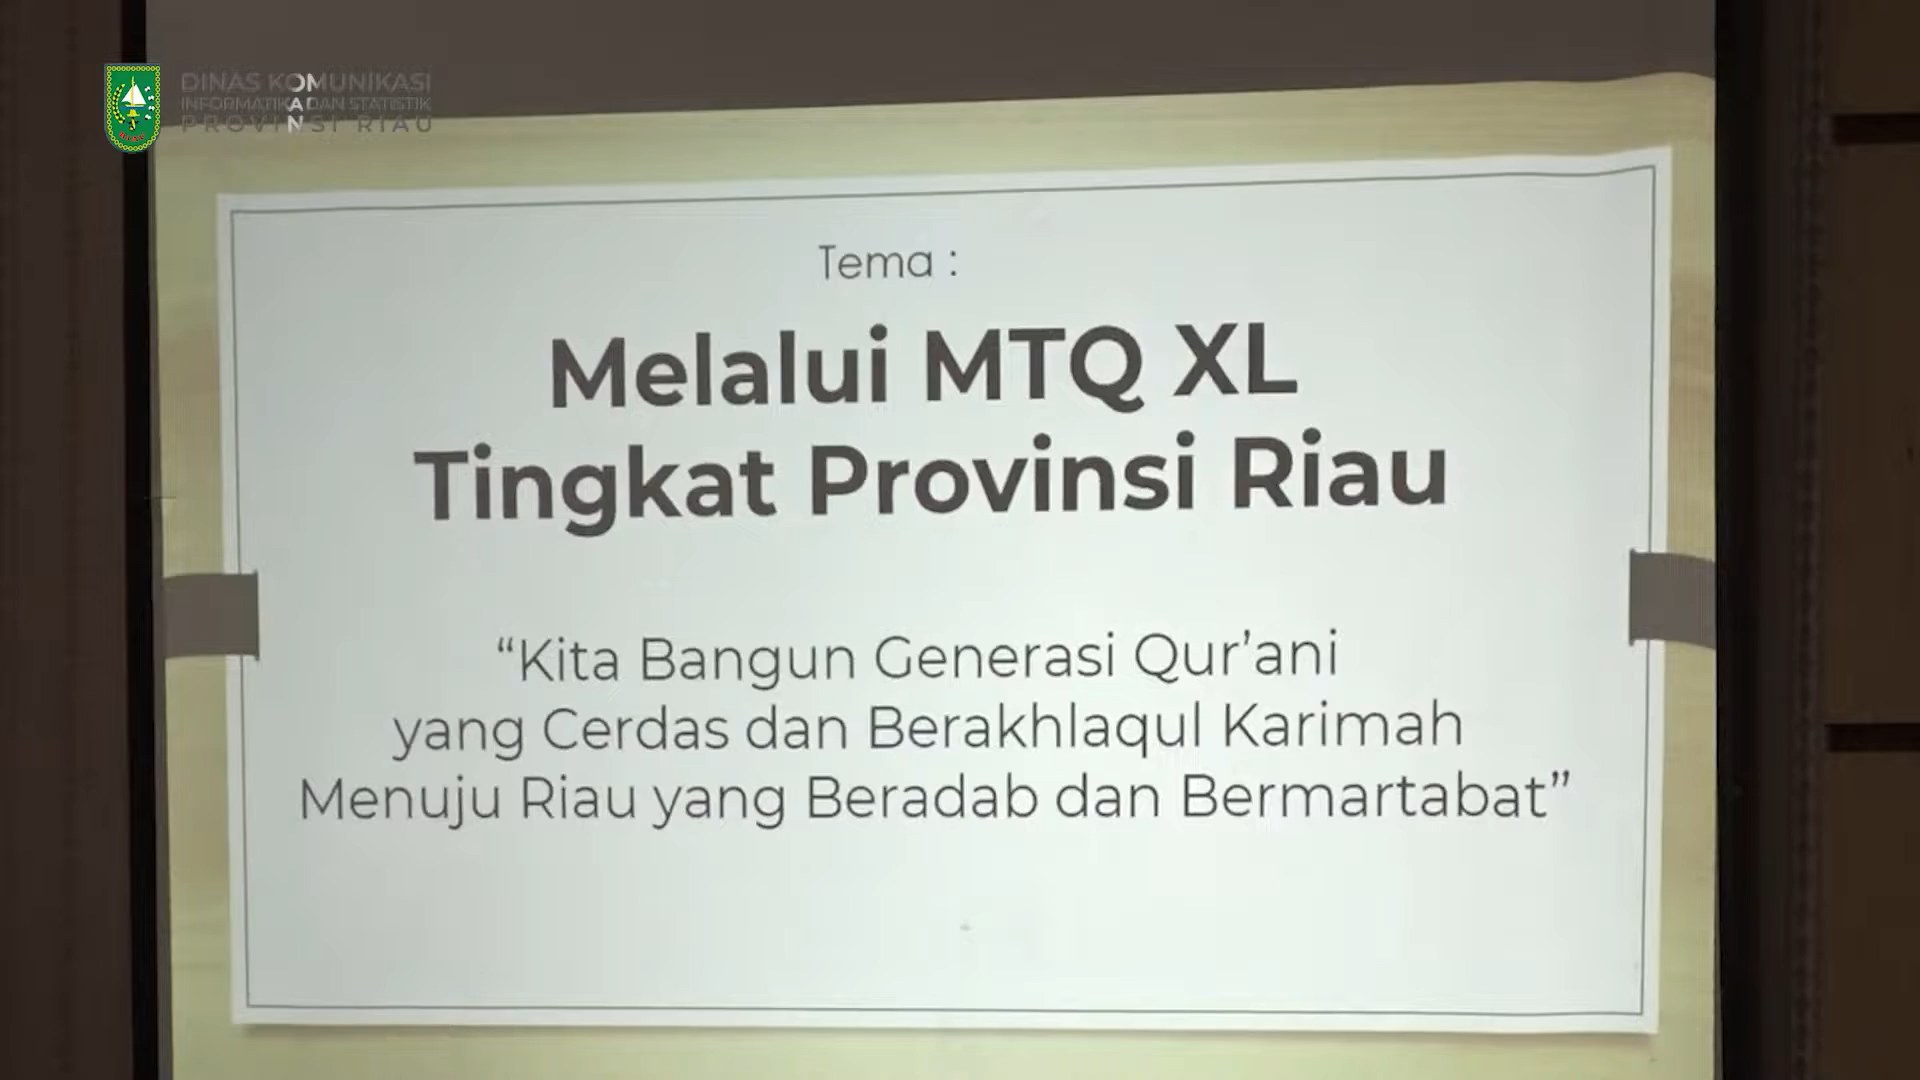 DINAS KOMUNIKASI
INFORMATIKA DAN STATISTIK
PROVINSI RIAU
RIAU
Tema :
Melalui MTQ XL
Tingkat Provinsi Riau
“Kita Bangun Generasi Qur’ani
yang Cerdas dan Berakhlaqul Karimah
Menuju Riau yang Beradab dan Bermartabat”